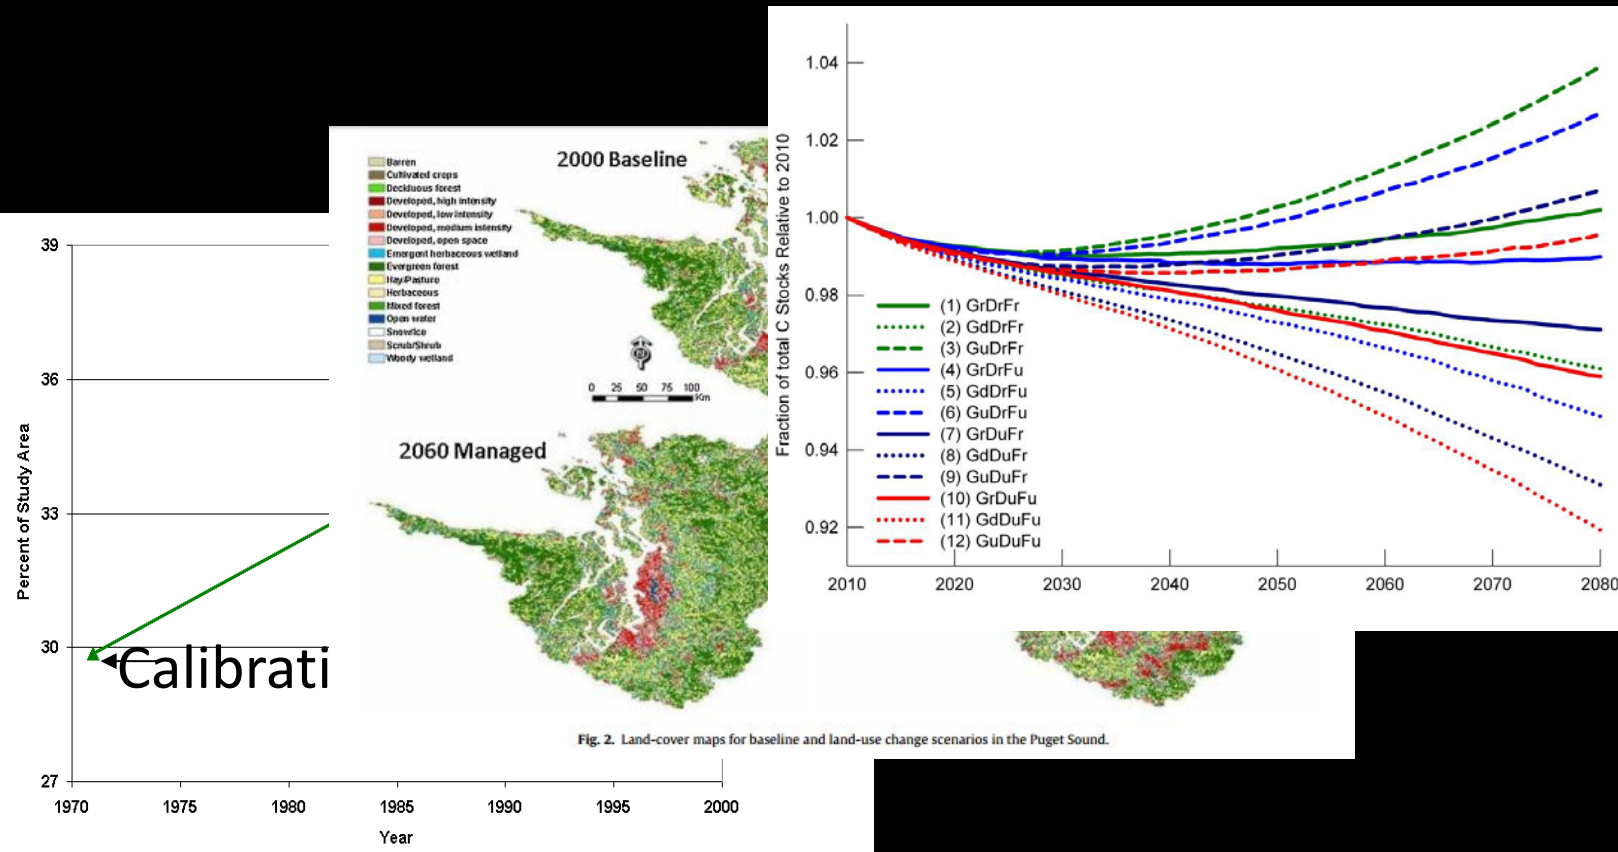 39
36
33
30
27
1970
1975
1980
1985
1990
1995
2000
Year
Percent of Study Area
Calibrati
2000 Baseline
Barren
Cultivated crops
Deciduous forest
Developed, high intensity
Developed, low intensity
Developed, medium intensity
Developed, open space
Emergent herbaceous wetland
Evergreen forest
Hay/Pasture
Herbaceous
Mixed forest
Open water
Snow/Ice
Scrub/Shrub
Woody wetland
N
0 25 50 75 100
Km
2060 Managed
Fig. 2. Land-cover maps for baseline and land-use change scenarios in the Puget Sound.
Fraction of total C Stocks Relative to 2010
1.04
1.02
1.00
0.98
0.96
0.94
0.92
(1) GrDrFr
(2) GdDrFr
(3) GuDrFr
(4) GrDrFu
(5) GdDrFu
(6) GuDrFu
(7) GrDuFr
(8) GdDuFr
(9) GuDuFr
(10) GrDuFu
(11) GdDuFu
(12) GuDuFu
2010
2020
2030
2040
2050
2060
2070
2080